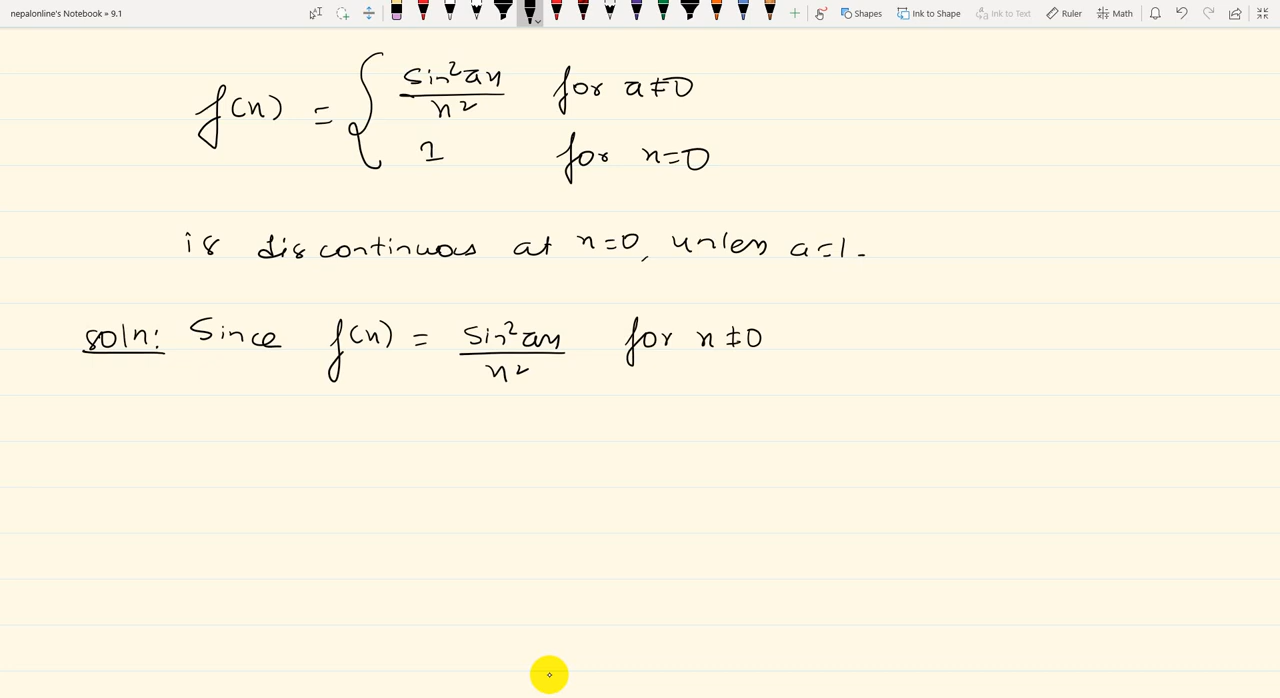 nepalonline's Notebook » 9.1
Shapes Ink to Shape Ink to Text Ruler Math
f(x) = { sin²ax / x² for a≠0
1 for x=0
is discontinuous at x=0, unless a=1.
soln: Since f(x) = sin²ax / x² for x≠0